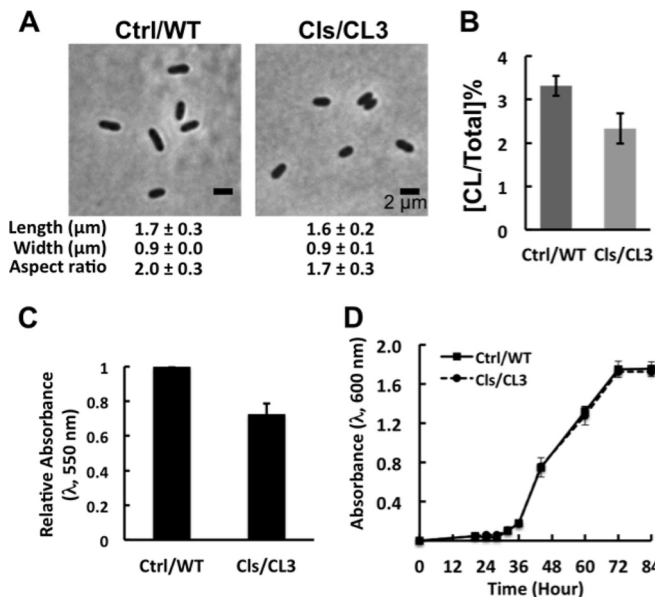 A
Ctrl/WT
Cls/CL3
2 μm
Length (μm) 1.7 ± 0.3 1.6 ± 0.2
Width (μm) 0.9 ± 0.0 0.9 ± 0.1
Aspect ratio 2.0 ± 0.3 1.7 ± 0.3
B
[CL/Total]%
4
3
2
1
0
Ctrl/WT Cls/CL3
C
Relative Absorbance
(λ, 550 nm)
1
0.8
0.6
0.4
0.2
0
Ctrl/WT Cls/CL3
D
Absorbance (λ, 600 nm)
2.0
1.6
1.2
0.8
0.4
Ctrl/WT
Cls/CL3
0 12 24 36 48 60 72 84
Time (Hour)